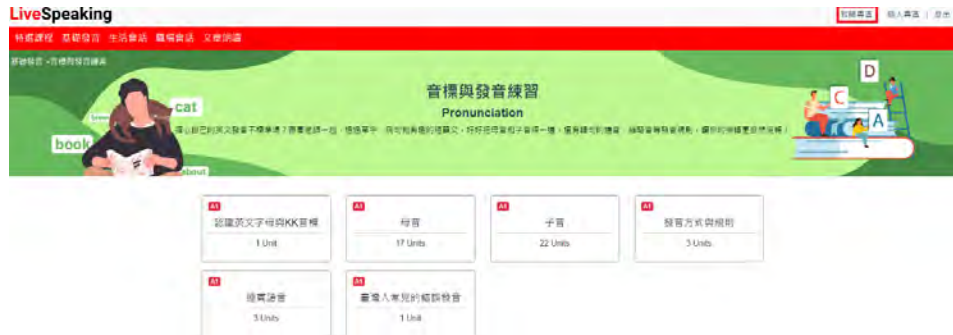 LiveSpeaking
教師專區 個人專區 | 登出
特選課程 基礎發音 生活會話 職場會話 文章朗讀
基礎發音 >音標與發音練習
音標與發音練習
Pronunciation
cat
book
about
D
C
A
A1
認識英文字母與KK音標
1 Unit
A1
母音
17 Units
A1
子音
22 Units
A1
發音方式與規則
3 Units
A1
連貫語音
3 Units
A1
臺灣人常見的錯誤發音
1 Unit